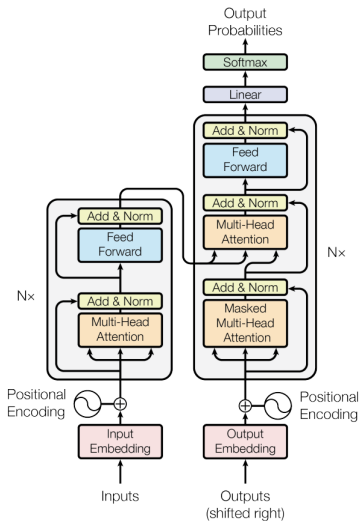 Output
Probabilities
Softmax
Linear
Add & Norm
Feed
Forward
Add & Norm
Multi-Head
Attention
Add & Norm
Masked
Multi-Head
Attention
N×
Add & Norm
Feed
Forward
Add & Norm
Multi-Head
Attention
N×
Positional
Encoding
Positional
Encoding
Input
Embedding
Output
Embedding
Inputs
Outputs
(shifted right)